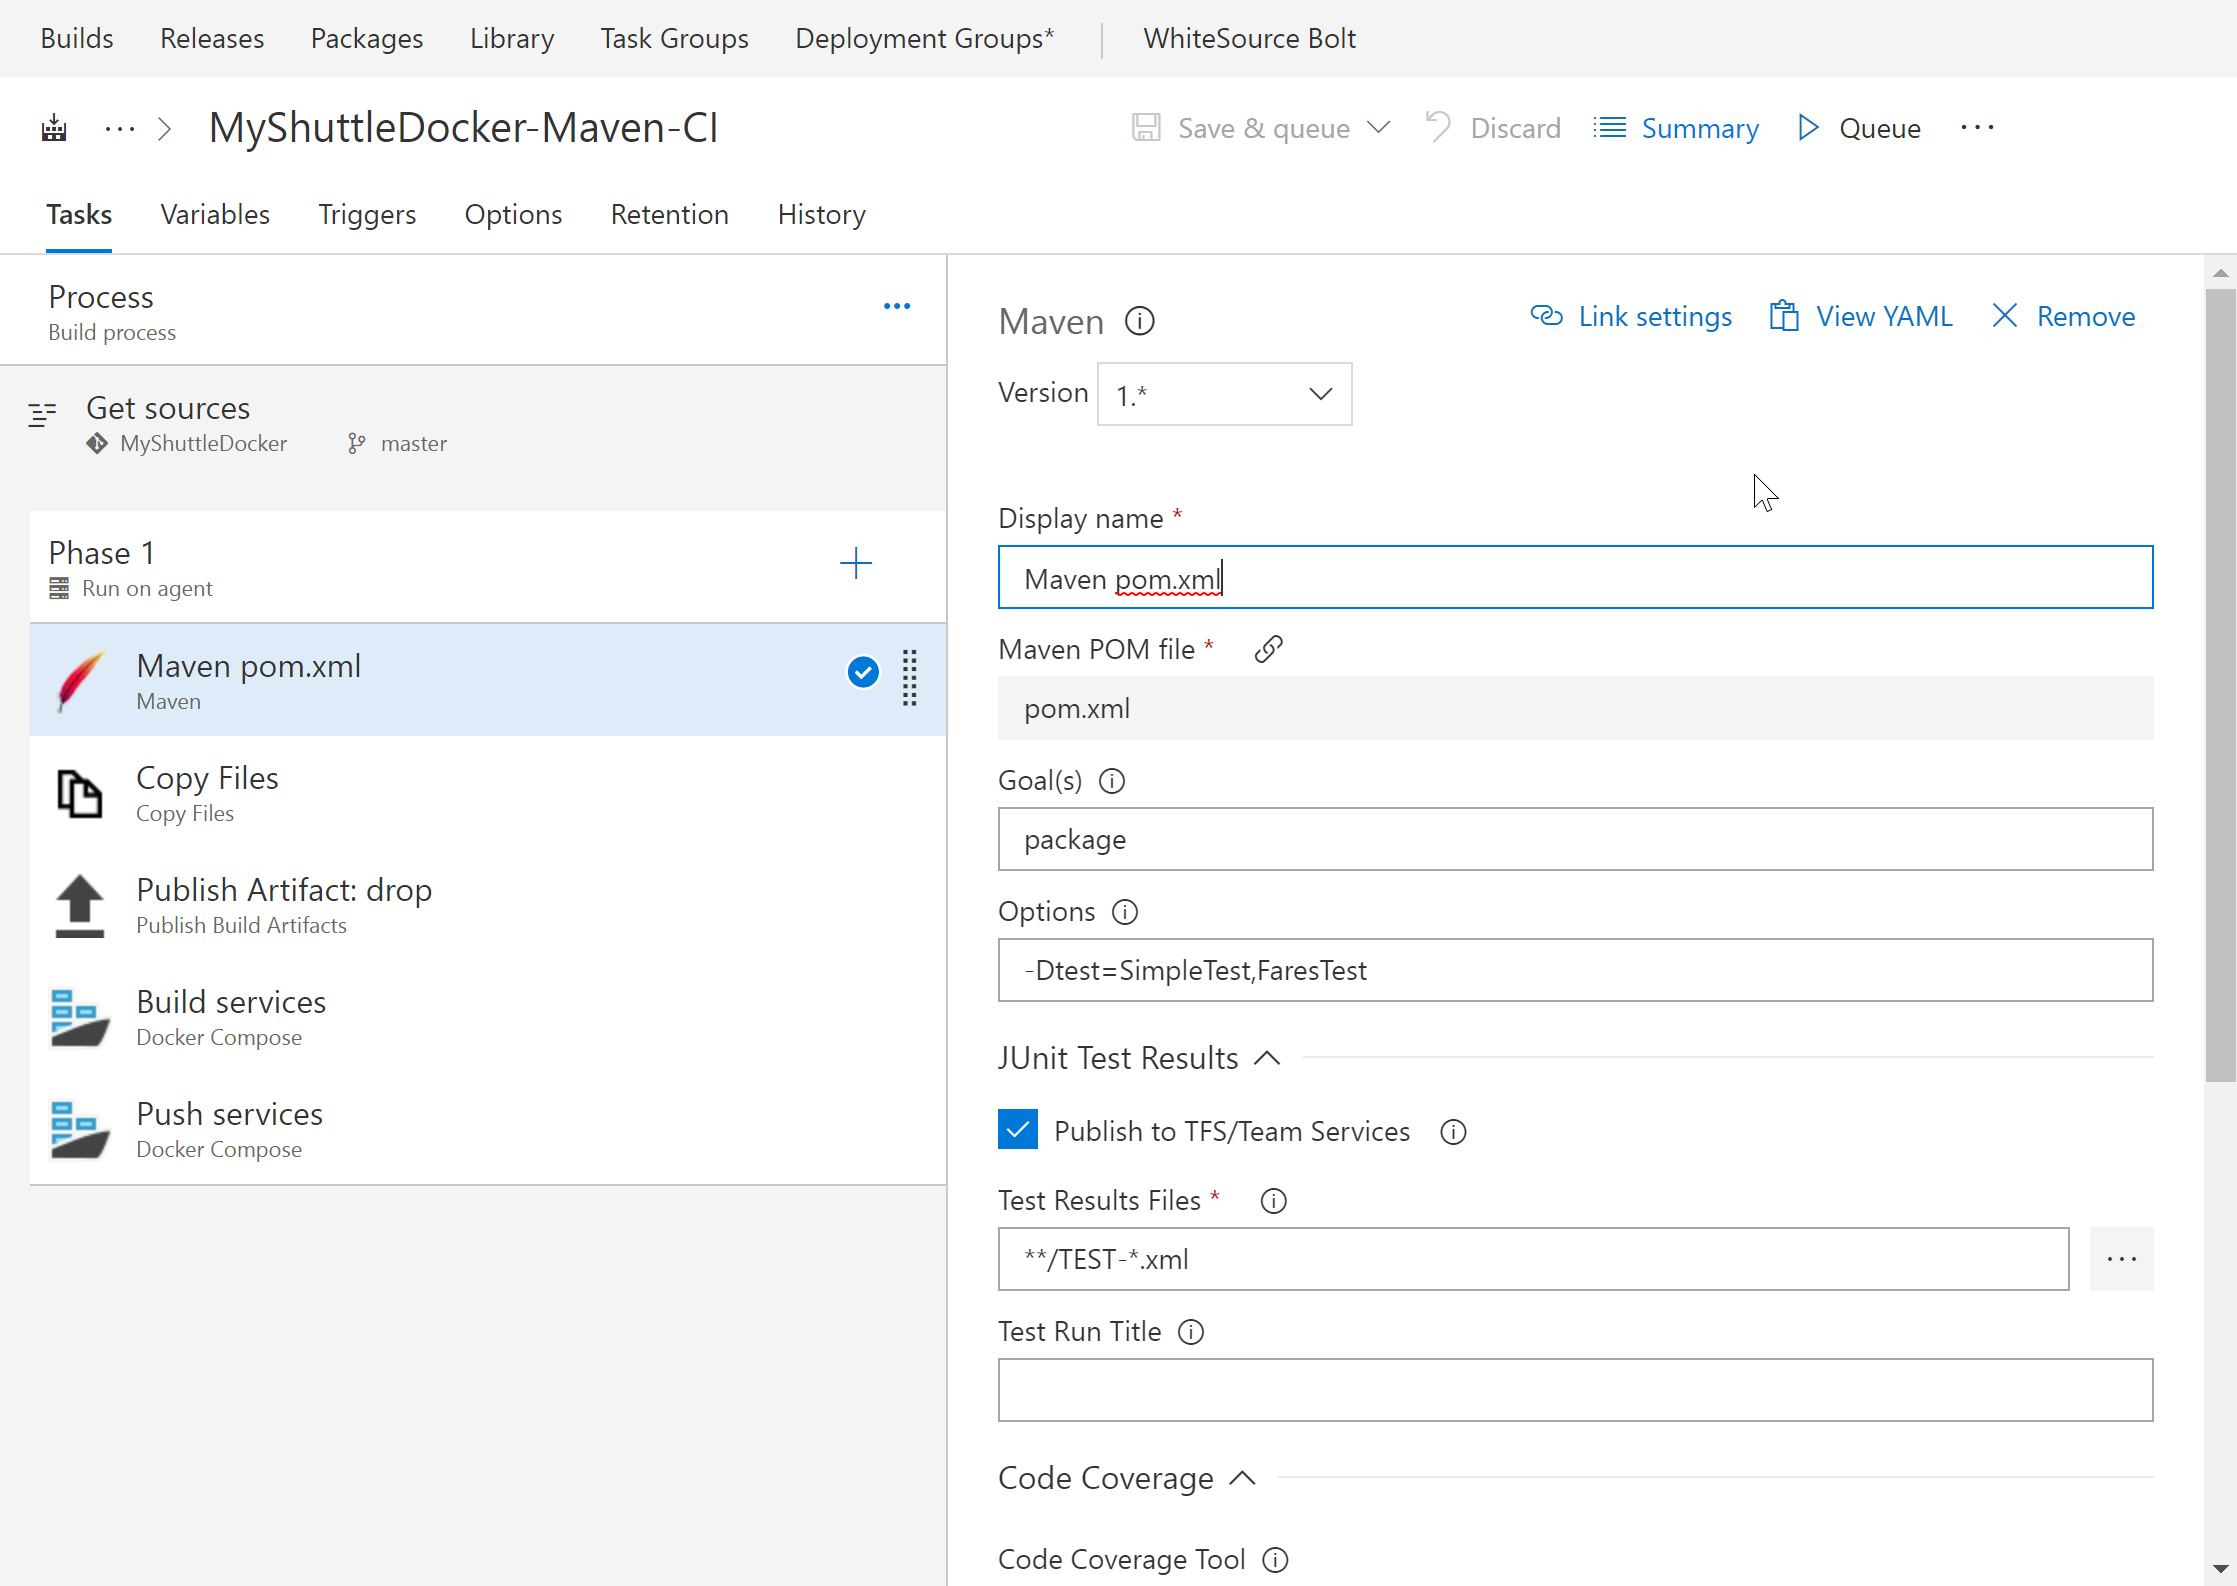 Builds Releases Packages Library Task Groups Deployment Groups* WhiteSource Bolt
··· MyShuttleDocker-Maven-CI Save & queue Discard Summary Queue ···
Tasks Variables Triggers Options Retention History
Process
Build process
Get sources
MyShuttleDocker master
Phase 1
Run on agent
Maven pom.xml
Maven
Copy Files
Copy Files
Publish Artifact: drop
Publish Build Artifacts
Build services
Docker Compose
Push services
Docker Compose
Maven Link settings View YAML Remove
Version 1.*
Display name *
Maven pom.xml
Maven POM file *
pom.xml
Goal(s)
package
Options
-Dtest=SimpleTest,FaresTest
JUnit Test Results
Publish to TFS/Team Services
Test Results Files *
**/TEST-*.xml ...
Test Run Title
Code Coverage
Code Coverage Tool